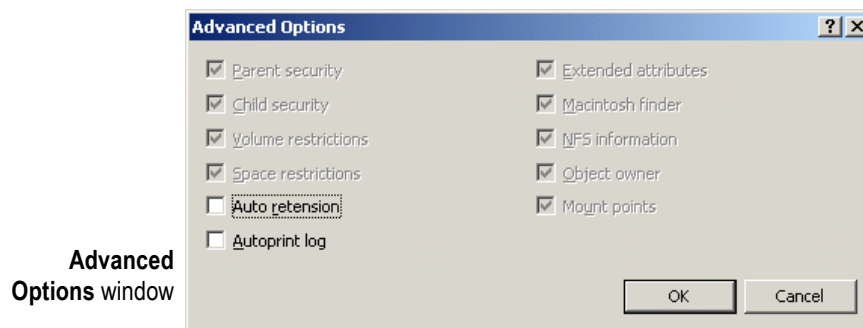 Advanced Options
Parent security
Child security
Volume restrictions
Space restrictions
Auto retension
Autoprint log
Extended attributes
Macintosh finder
NFS information
Object owner
Mount points
OK
Cancel
Advanced
Options window